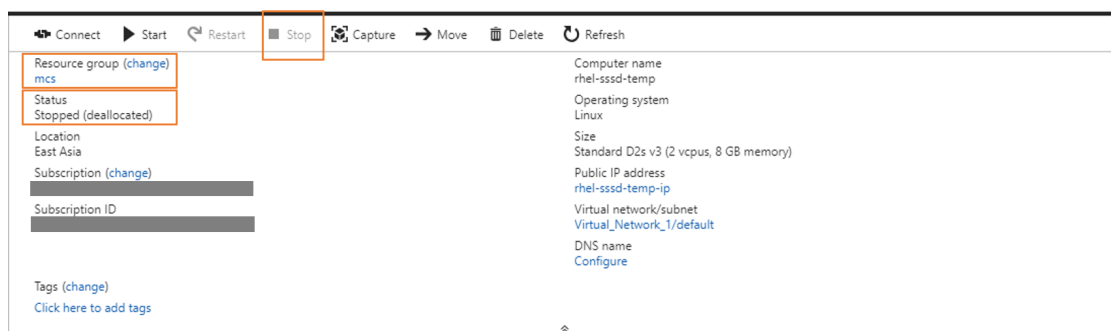 Connect Start Restart Stop Capture Move Delete Refresh
Resource group (change)
mcs
Status
Stopped (deallocated)
Location
East Asia
Subscription (change)
Subscription ID
Tags (change)
Click here to add tags
Computer name
rhel-sssd-temp
Operating system
Linux
Size
Standard D2s v3 (2 vcpus, 8 GB memory)
Public IP address
rhel-sssd-temp-ip
Virtual network/subnet
Virtual_Network_1/default
DNS name
Configure